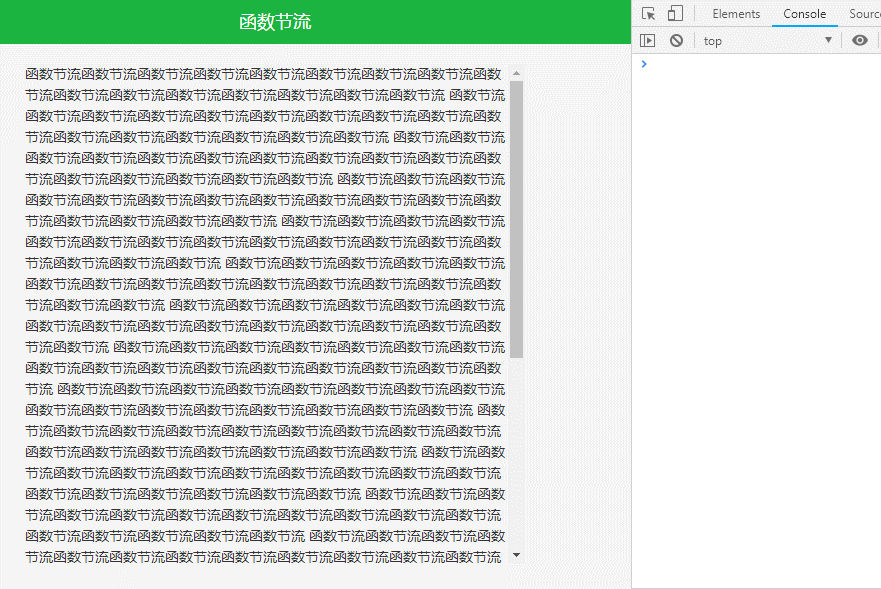 函数节流
函数节流函数节流函数节流函数节流函数节流函数节流函数节流函数节流函数
节流函数节流函数节流函数节流函数节流函数节流函数节流函数节流 函数节流
函数节流函数节流函数节流函数节流函数节流函数节流函数节流函数节流函数
节流函数节流函数节流函数节流函数节流函数节流函数节流 函数节流函数节流
函数节流函数节流函数节流函数节流函数节流函数节流函数节流函数节流函数
节流函数节流函数节流函数节流函数节流函数节流 函数节流函数节流函数节流
函数节流函数节流函数节流函数节流函数节流函数节流函数节流函数节流函数
节流函数节流函数节流函数节流函数节流 函数节流函数节流函数节流函数节流
函数节流函数节流函数节流函数节流函数节流函数节流函数节流函数节流函数
节流函数节流函数节流函数节流 函数节流函数节流函数节流函数节流函数节流
函数节流函数节流函数节流函数节流函数节流函数节流函数节流函数节流函数
节流函数节流函数节流 函数节流函数节流函数节流函数节流函数节流函数节流
函数节流函数节流函数节流函数节流函数节流函数节流函数节流函数节流函数
节流函数节流 函数节流函数节流函数节流函数节流函数节流函数节流函数节流
函数节流函数节流函数节流函数节流函数节流函数节流函数节流函数节流函数
节流 函数节流函数节流函数节流函数节流函数节流函数节流函数节流函数节流
函数节流函数节流函数节流函数节流函数节流函数节流函数节流函数节流 函数
节流函数节流函数节流函数节流函数节流函数节流函数节流函数节流函数节流
函数节流函数节流函数节流函数节流函数节流函数节流函数节流 函数节流函数
节流函数节流函数节流函数节流函数节流函数节流函数节流函数节流函数节流
函数节流函数节流函数节流函数节流函数节流函数节流 函数节流函数节流函数
节流函数节流函数节流函数节流函数节流函数节流函数节流函数节流函数节流
函数节流函数节流函数节流函数节流函数节流 函数节流函数节流函数节流函数
节流函数节流函数节流函数节流函数节流函数节流函数节流函数节流函数节流
Elements Console Sourc
top